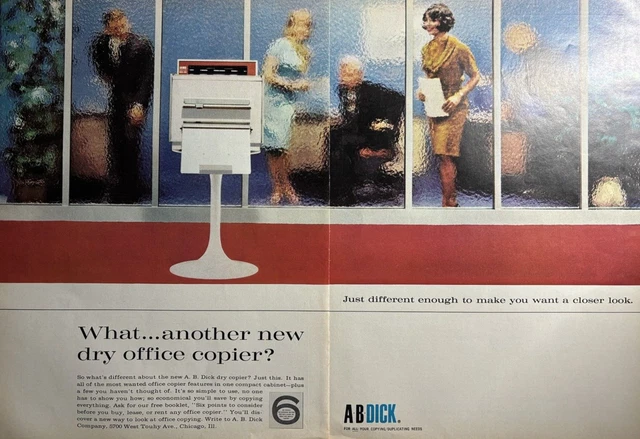 Just different enough to make you want a closer look.
What...another new
dry office copier?
So what's different about the new A. B. Dick dry copier? Just this. It has
all of the most wanted office copier features in one compact cabinet—plus
a few you haven't thought of. It's so simple to use, no one
has to show you how; so economical you'll save by copying
everything. Ask for our free booklet, "Six points to consider
before you buy, lease, or rent any office copier." You'll dis-
cover a new way to look at office copying. Write to A. B. Dick
Company, 5700 West Touhy Ave., Chicago, Ill.
6
A·B·DICK®
FOR ALL YOUR COPYING/DUPLICATING NEEDS